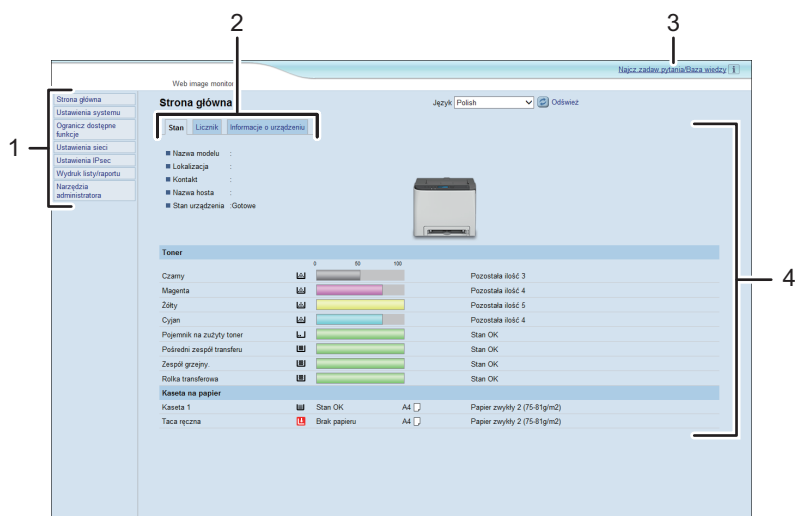 2
3
Najcz.zadaw.pytania/Baza wiedzy
Web image monitor
1
Strona główna
Ustawienia systemu
Ogranicz dostępne
funkcje
Ustawienia sieci
Ustawienia IPsec
Wydruk listy/raportu
Narzędzia
administratora
Strona główna
Język Polish Odśwież
Stan Licznik Informacje o urządzeniu
Nazwa modelu :
Lokalizacja :
Kontakt :
Nazwa hosta :
Stan urządzenia :Gotowe
4
Toner
0 50 100
Czarny Pozostała ilość 3
Magenta Pozostała ilość 4
Żółty Pozostała ilość 5
Cyjan Pozostała ilość 4
Pojemnik na zużyty toner Stan OK
Pośredni zespół transferu Stan OK
Zespół grzejny. Stan OK
Rolka transferowa Stan OK
Kaseta na papier
Kaseta 1 Stan OK A4 Papier zwykły 2 (75-81g/m2)
Taca ręczna Brak papieru A4 Papier zwykły 2 (75-81g/m2)